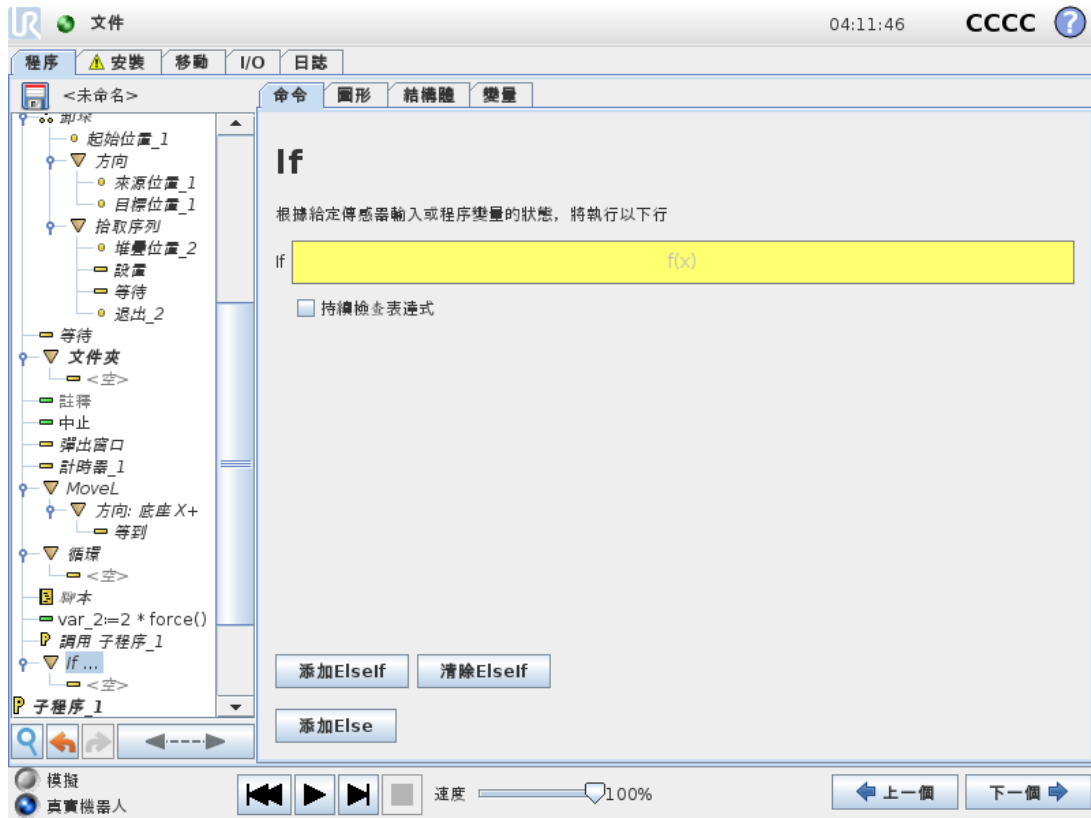 UR 文件 04:11:46 CCCC ?
程序 安裝 移動 I/O 日誌
<未命名>
命令 圖形 結構體 變量
卸垛
起始位置_1
方向
來源位置_1
目標位置_1
拾取序列
堆疊位置_2
設置
等待
退出_2
等待
文件夾
<空>
註釋
中止
彈出窗口
計時器_1
MoveL
方向: 底座 X+
等到
循環
<空>
腳本
var_2:=2 * force()
調用 子程序_1
If ...
<空>
子程序_1
If
根據給定傳感器輸入或程序變量的狀態，將執行以下行
If f(x)
持續檢查表達式
添加ElseIf 清除ElseIf
添加Else
模擬
真實機器人
速度 100%
上一個 下一個